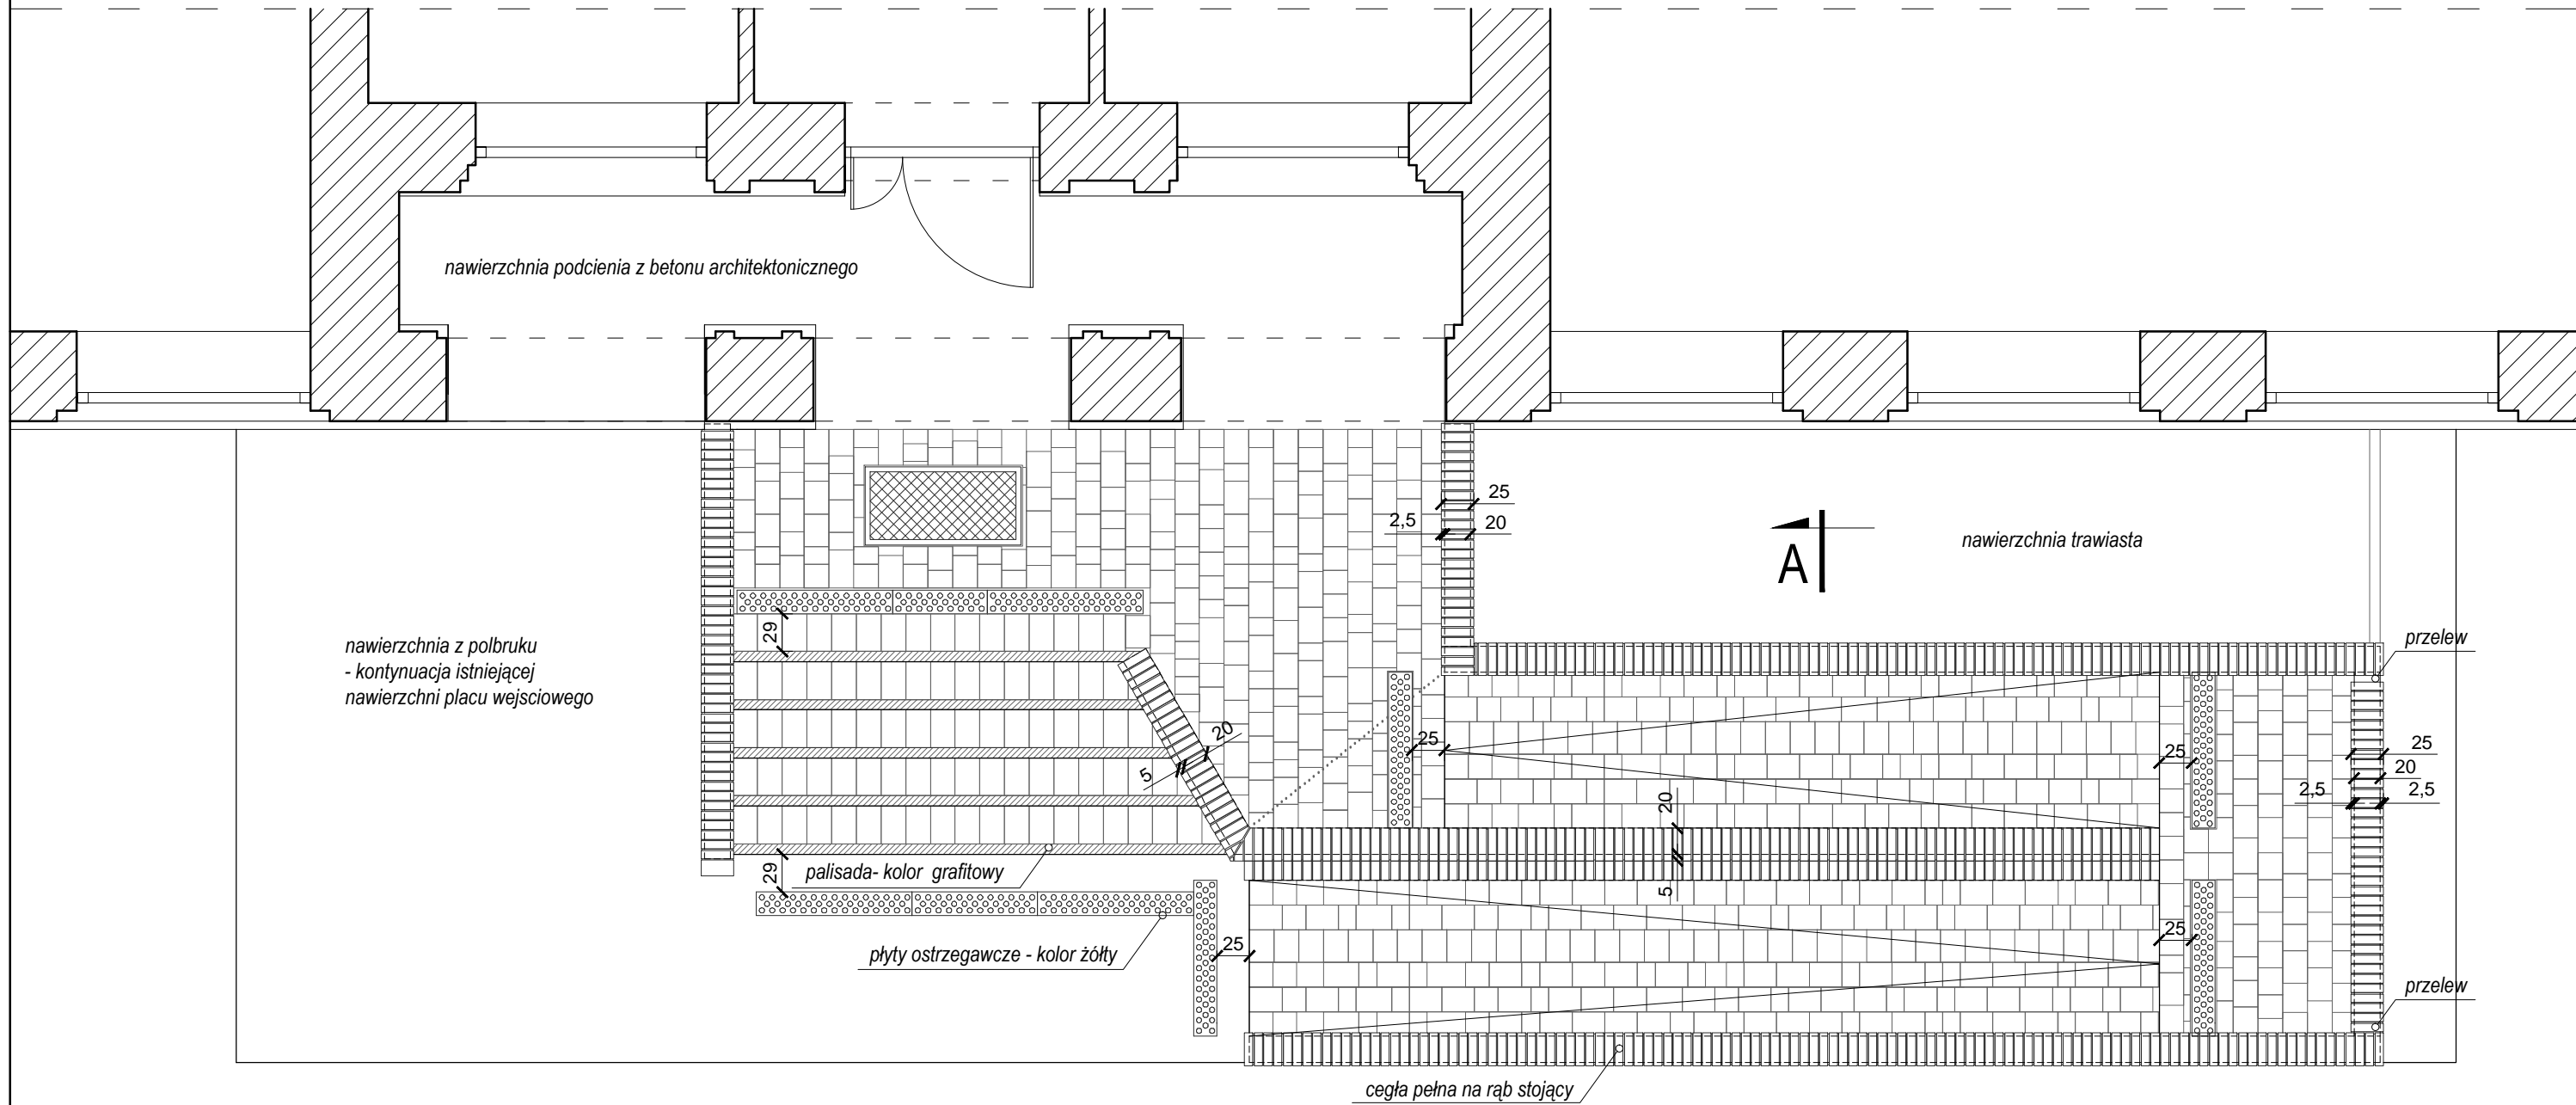 nawierzchnia podcienia z betonu architektonicznego
25
2,5
20
A
nawierzchnia trawiasta
29
nawierzchnia z polbruku
- kontynuacja istniejącej
nawierzchni placu wejsciowego
przelew
20
5
25
25
25
20
2,5
2,5
20
5
29
palisada- kolor grafitowy
płyty ostrzegawcze - kolor żółty
25
25
przelew
cegła pełna na rąb stojący